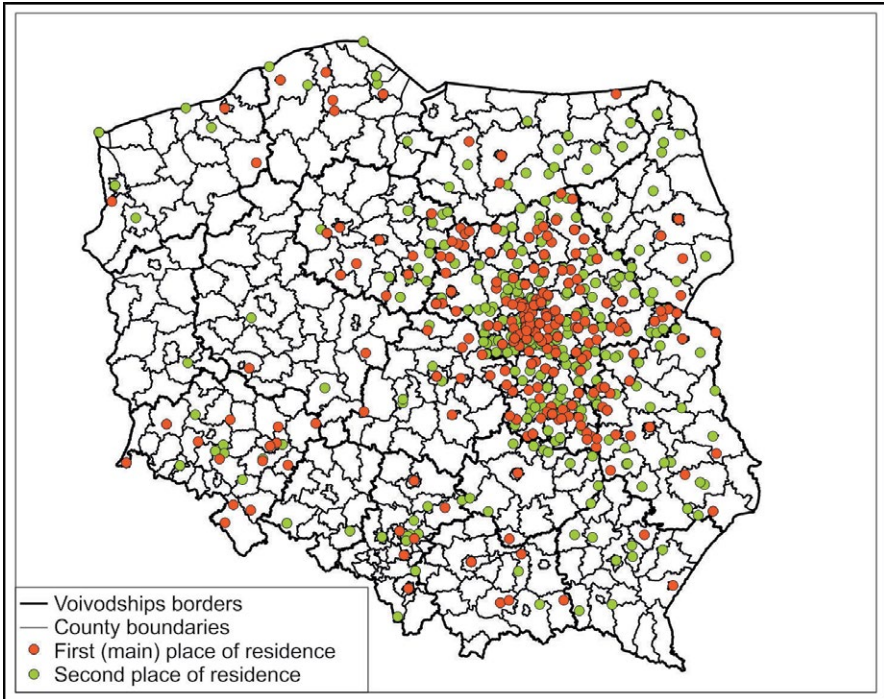 Voivodships borders
County boundaries
First (main) place of residence
Second place of residence